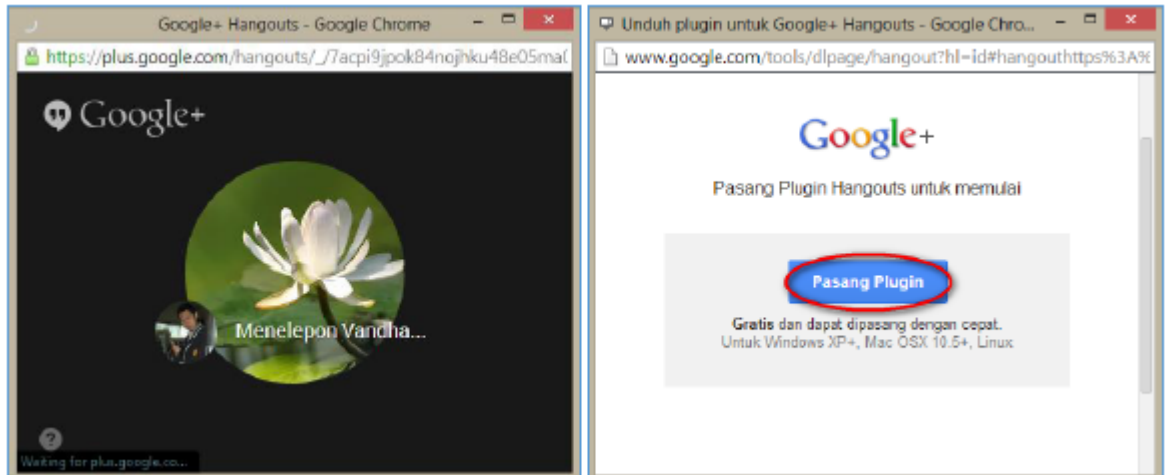 Google+ Hangouts - Google Chrome
https://plus.google.com/hangouts/_/7acpi9jpok84nojhku48e05ma
Google+
Menelepon Vandha...
Waiting for plus.google.co...
Unduh plugin untuk Google+ Hangouts - Google Chro...
www.google.com/tools/dlpage/hangout?hl=id#hangouthttps%3A%
Google+
Pasang Plugin Hangouts untuk memulai
Pasang Plugin
Gratis dan dapat dipasang dengan cepat.
Untuk Windows XP+, Mac OSX 10.5+, Linux